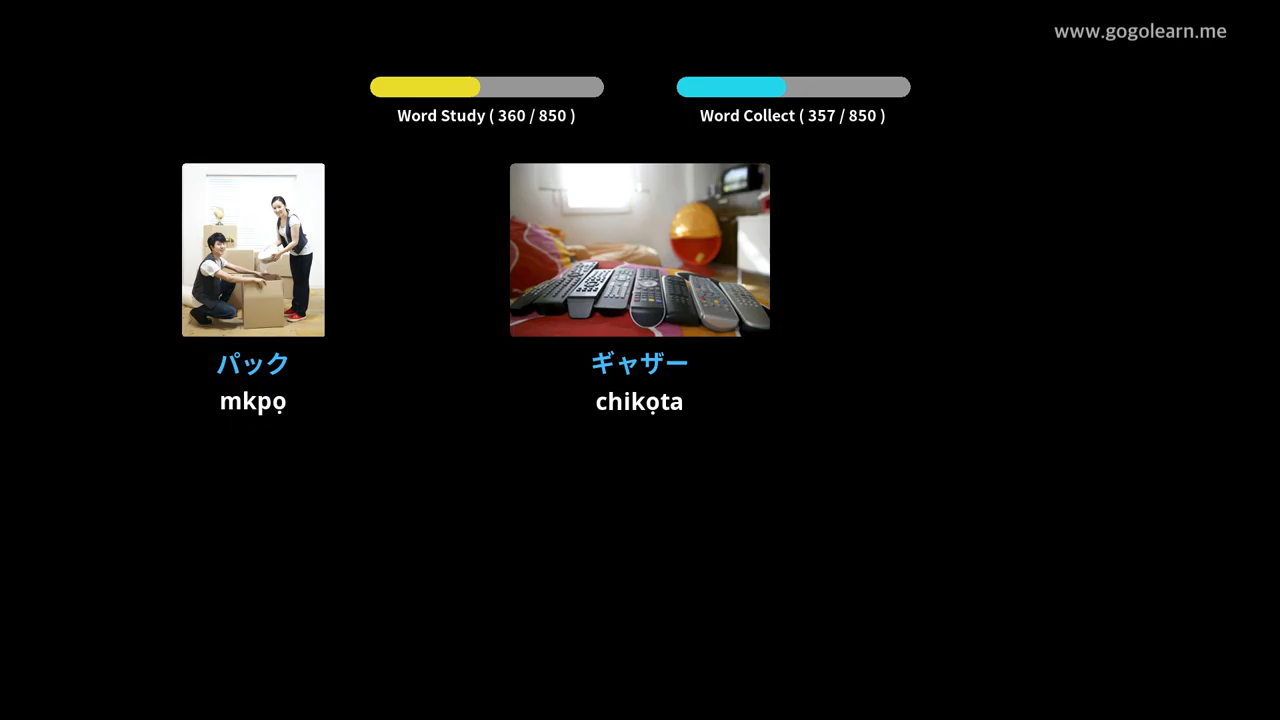 www.gogolearn.me
Word Study ( 360 / 850 )
Word Collect ( 357 / 850 )
パック
mkpọ
ギャザー
chikọta